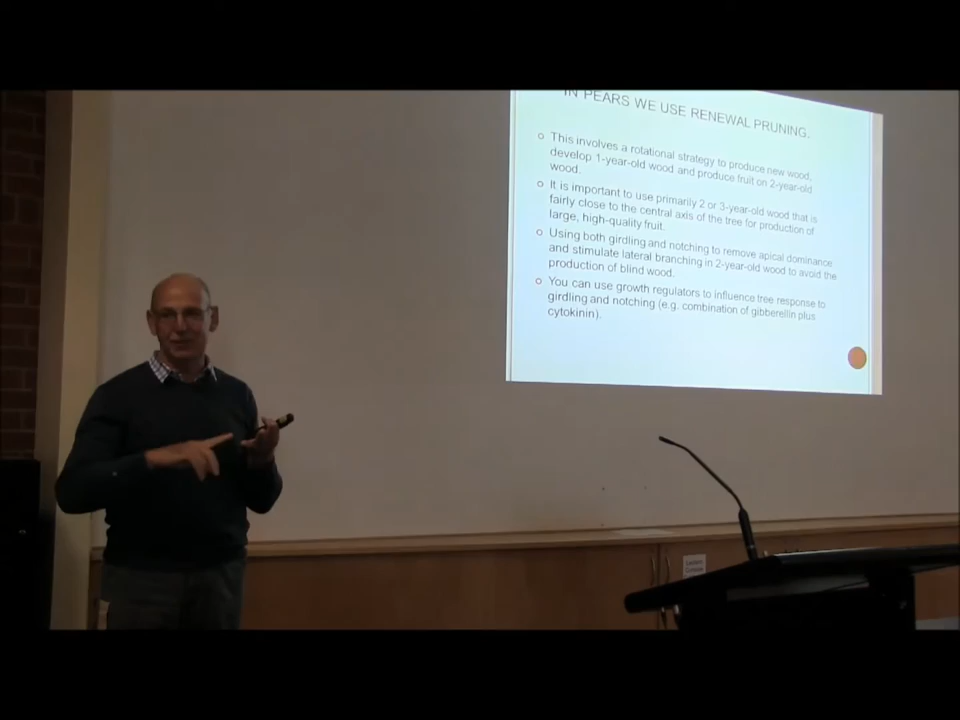 IN PEARS WE USE RENEWAL PRUNING.
This involves a rotational strategy to produce new wood,
develop 1-year-old wood and produce fruit on 2-year-old
wood.
It is important to use primarily 2 or 3-year-old wood that is
fairly close to the central axis of the tree for production of
large, high-quality fruit.
Using both girdling and notching to remove apical dominance
and stimulate lateral branching in 2-year-old wood to avoid the
production of blind wood.
You can use growth regulators to influence tree response to
girdling and notching (e.g. combination of gibberellin plus
cytokinin).